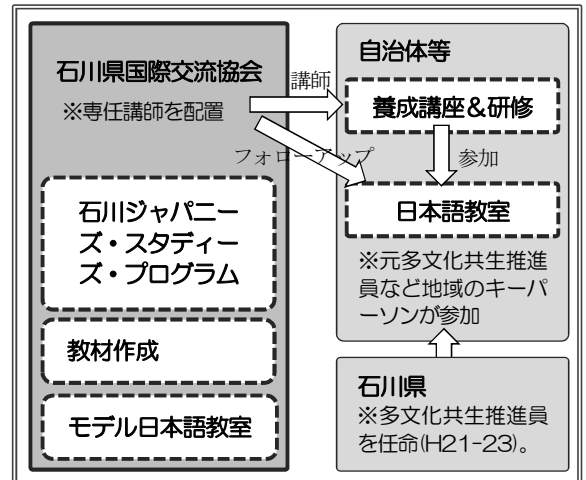 石川県国際交流協会
※専任講師を配置
石川ジャパニー
ズ・スタディー
ズ・プログラム
教材作成
モデル日本語教室
講師
フォローアップ
自治体等
養成講座＆研修
参加
日本語教室
※元多文化共生推進
員など地域のキーパ
ーソンが参加
石川県
※多文化共生推進員
を任命(H21-23)。